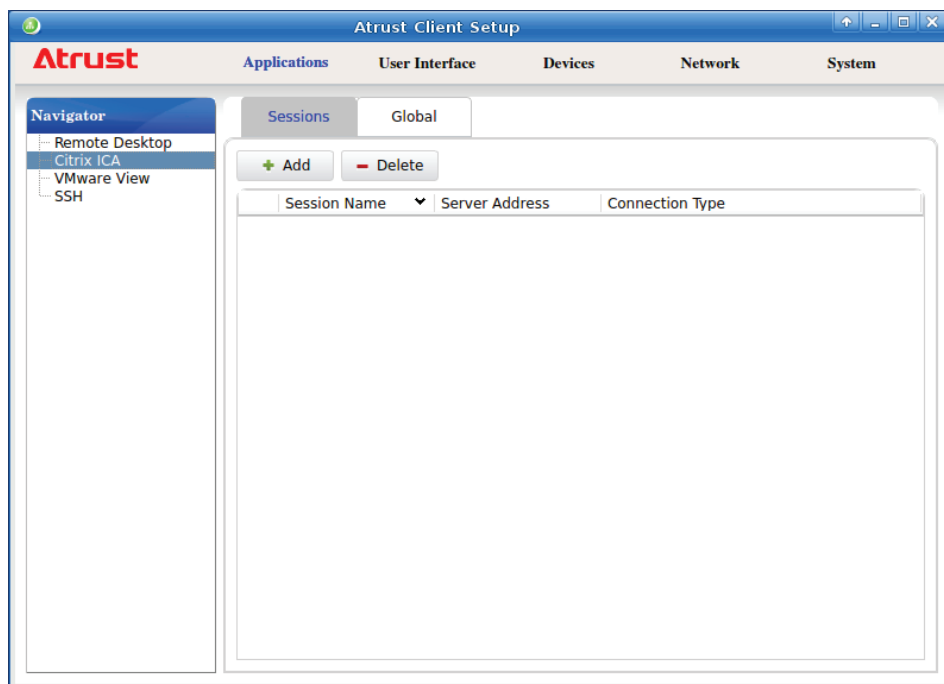 Atrust Client Setup
Atrust
Applications User Interface Devices Network System
Navigator
Remote Desktop
Citrix ICA
VMware View
SSH
Sessions Global
Add Delete
Session Name Server Address Connection Type